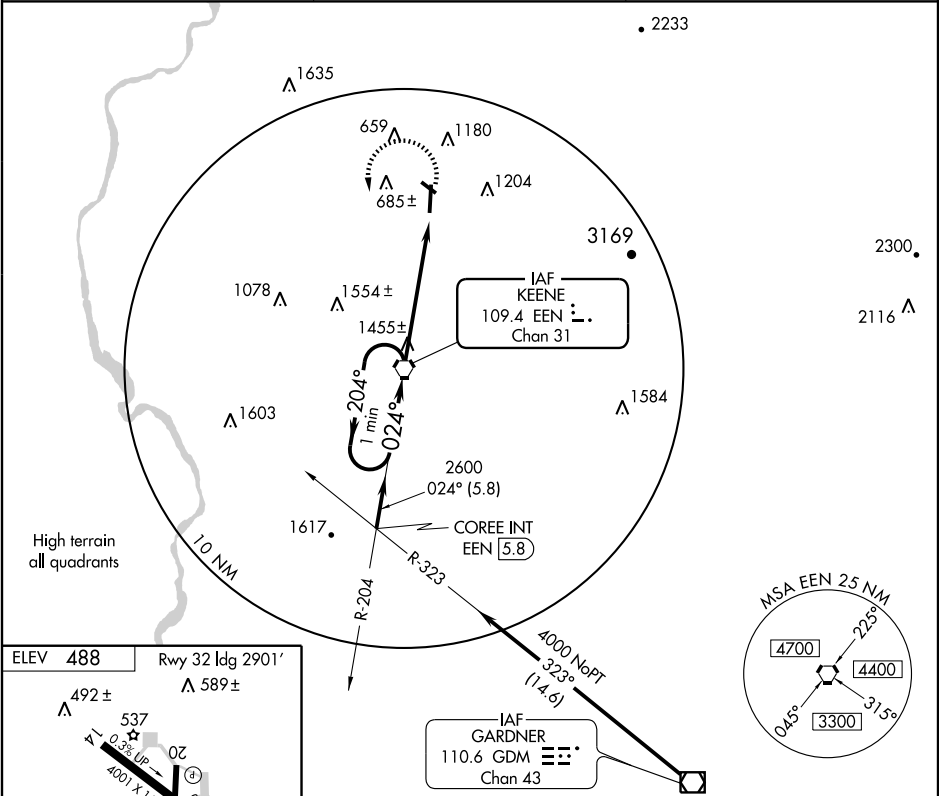 2233
1635
659
1180
685±
1204
3169
2300
IAF
KEENE
109.4 EEN
Chan 31
1078
1554±
2116
1455±
204°
1 min
024°
1603
1584
2600
024° (5.8)
1617
COREE INT
EEN 5.8
High terrain
all quadrants
10 NM
R-323
R-204
4000 NoPT
323°
(14.6)
MSA EEN 25 NM
225°
4700
4400
045°
315°
3300
IAF
GARDNER
110.6 GDM
Chan 43
ELEV 488
Rwy 32 ldg 2901'
589±
492±
537
14
0.3% UP
20
P
4001 X 1